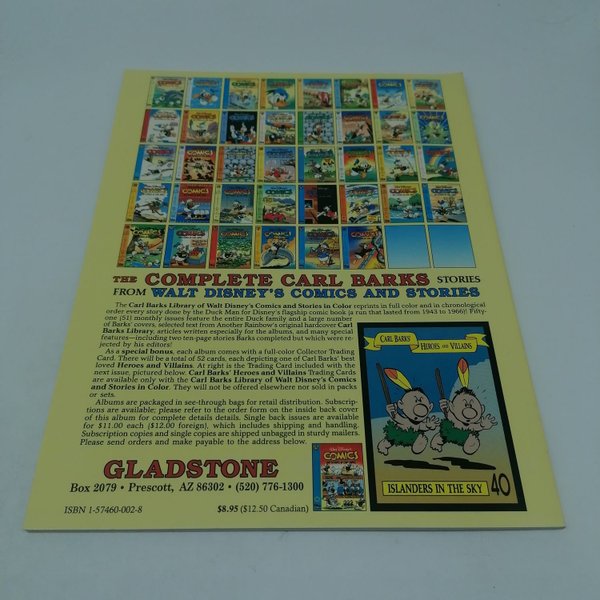 THE COMPLETE CARL BARKS STORIES
FROM WALT DISNEY'S COMICS AND STORIES
The Carl Barks Library of Walt Disney's Comics and Stories in Color reprints in full color and in chronological
order every story done by the Duck Man for Disney's flagship comic book (a run that lasted from 1943 to 1966)! Fifty-
one [51] monthly issues feature the entire Duck family and a large number
of Barks' covers, selected text from Another Rainbow's original hardcover Carl
Barks Library, articles written especially for the albums, and many special
features—including two ten-page stories Barks completed but which were re-
jected by his editors!
As a special bonus, each album comes with a full-color Collector Trading
Card. There will be a total of 52 cards, each depicting one of Carl Barks' best
loved Heroes and Villains. At right is the Trading Card included with the
next issue, pictured below. Carl Barks' Heroes and Villains Trading Cards
are available only with the Carl Barks Library of Walt Disney's Comics
and Stories in Color. They will not be offered elsewhere not sold in packs
or sets.
Albums are packaged in see-through bags for retail distribution. Subscrip-
tions are available; please refer to the order form on the inside back cover
of this album for complete details details. Single back issues are available
for $11.00 each ($12.00 foreign), which includes shipping and handling.
Subscription copies and single copies are shipped unbagged in sturdy mailers.
Please send orders and make payable to the address below.
CARL BARKS'
HEROES AND VILLAINS
ISLANDERS IN THE SKY 40
GLADSTONE
Box 2079 • Prescott, AZ 86302 • (520) 776-1300
COMICS
ISBN 1-57460-002-8
$8.95 ($12.50 Canadian)